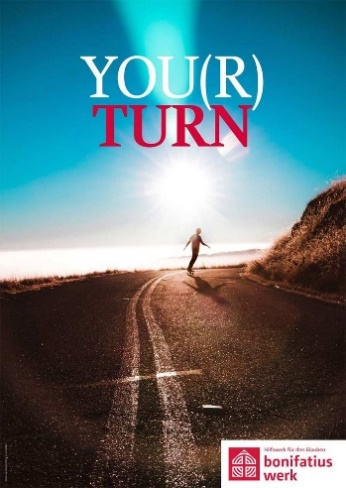 YOU(R)
TURN
Hilfswerk für den Glauben
bonifatius
werk